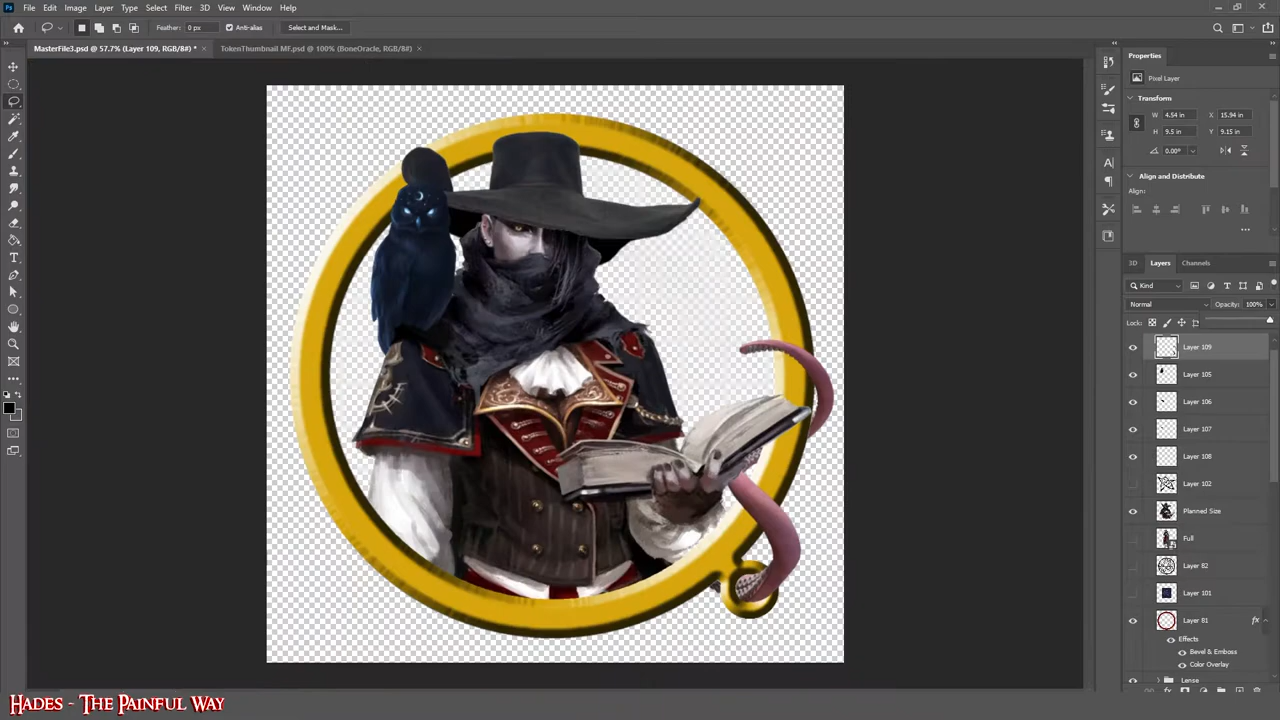 File Edit Image Layer Type Select Filter 3D View Window Help
Feather: 0 px Anti-alias Select and Mask...
MasterFile3.psd @ 57.7% (Layer 109, RGB/8#) * × TokenThumbnail MF.psd @ 100% (BoneOracle, RGB/8#) ×
Properties
Pixel Layer
Transform
W 4.54 in X 15.94 in
H 9.5 in Y 9.15 in
0.00°
Align and Distribute
Align:
3D Layers Channels
Kind
Normal Opacity: 100%
Lock:
Layer 109
Layer 105
Layer 106
Layer 107
Layer 108
Layer 102
Planned Size
Full
Layer 82
Layer 101
Layer 81 fx
Effects
Bevel & Emboss
Color Overlay
Lense
Hades - The Painful Way